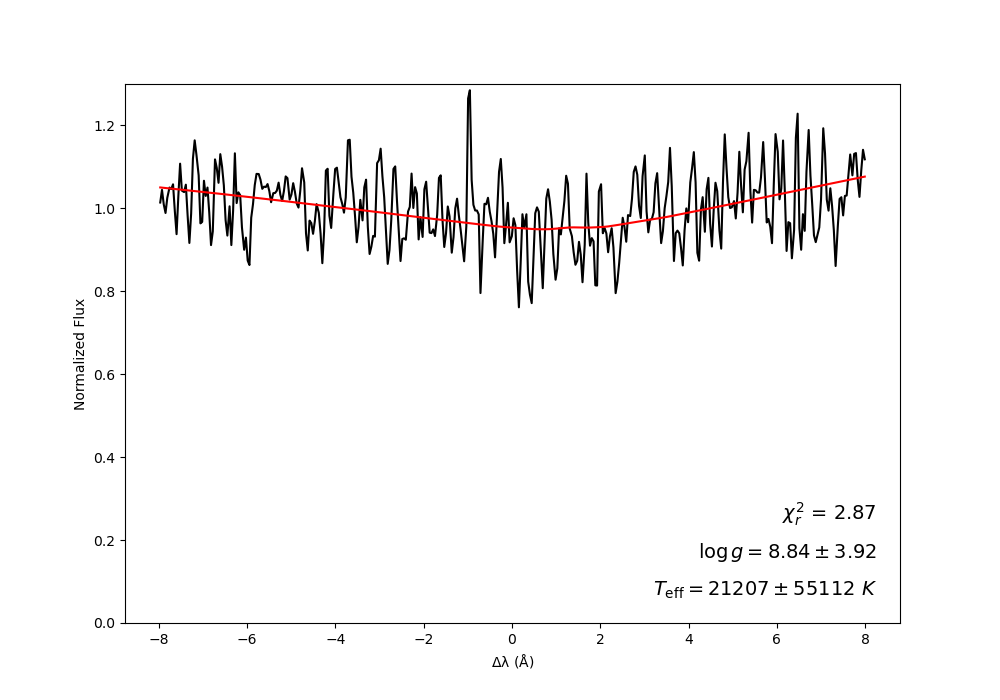 1.2
1.0
0.8
0.6
0.4
0.2
0.0
Normalized Flux
χ²ᵣ = 2.87
log g = 8.84 ± 3.92
T_eff = 21207 ± 55112 K
−8 −6 −4 −2 0 2 4 6 8
Δλ (Å)